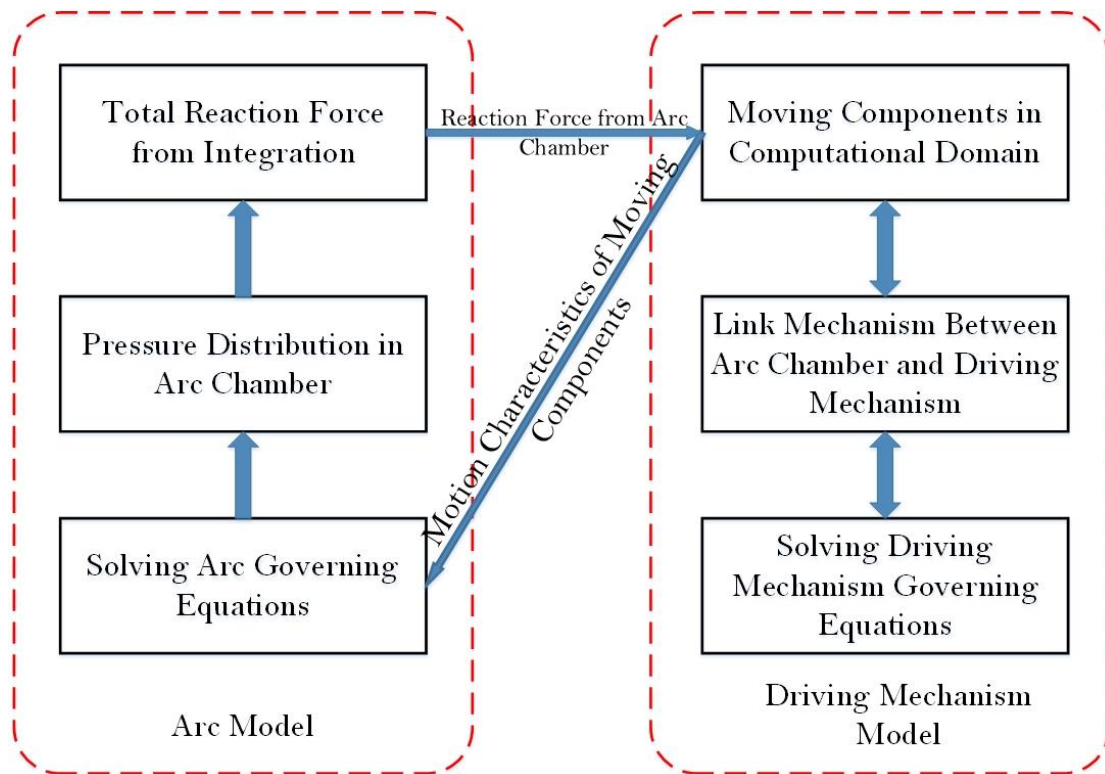 Total Reaction Force
from Integration
Pressure Distribution in
Arc Chamber
Solving Arc Governing
Equations
Arc Model
Reaction Force from Arc
Chamber
Motion Characteristics of Moving
Components
Moving Components in
Computational Domain
Link Mechanism Between
Arc Chamber and Driving
Mechanism
Solving Driving
Mechanism Governing
Equations
Driving Mechanism
Model